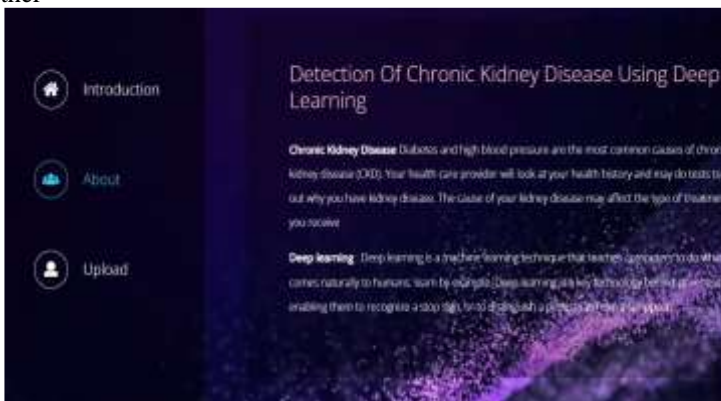 ther
Introduction
About
Upload
Detection Of Chronic Kidney Disease Using Deep
Learning
Chronic Kidney Disease Diabetes and high blood pressure are the most common causes of chron
kidney disease (CKD). Your health care provider will look at your health history and may do tests to
out why you have kidney disease. The cause of your kidney disease may affect the type of treatmen
you receive
Deep learning : Deep learning is a machine learning technique that teaches computers to do what
comes naturally to humans: learn by example. Deep learning is a key technology behind
enabling them to recognize a stop sign, or to distinguish a